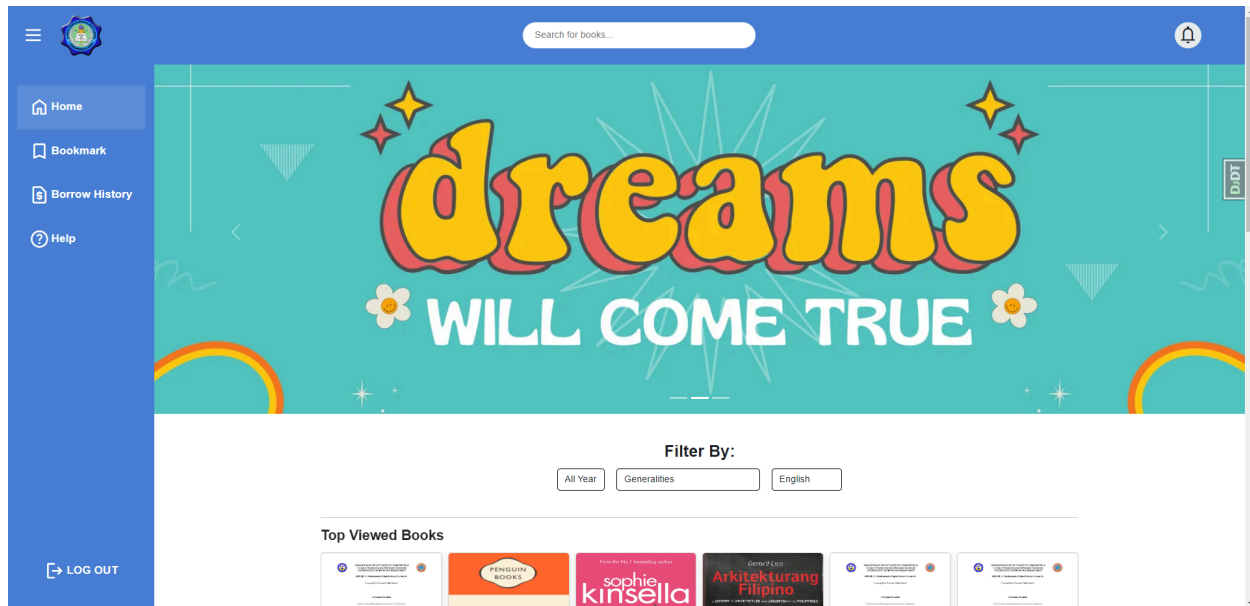 Search for books...
Home
Bookmark
Borrow History
Help
LOG OUT
DJDT
dreams
WILL COME TRUE
Filter By:
All Year
Generalities
English
Top Viewed Books
PENGUIN
BOOKS
From the No.1 bestselling author
sophie
kinsella
Gerard Lico
Arkitekturang
Filipino